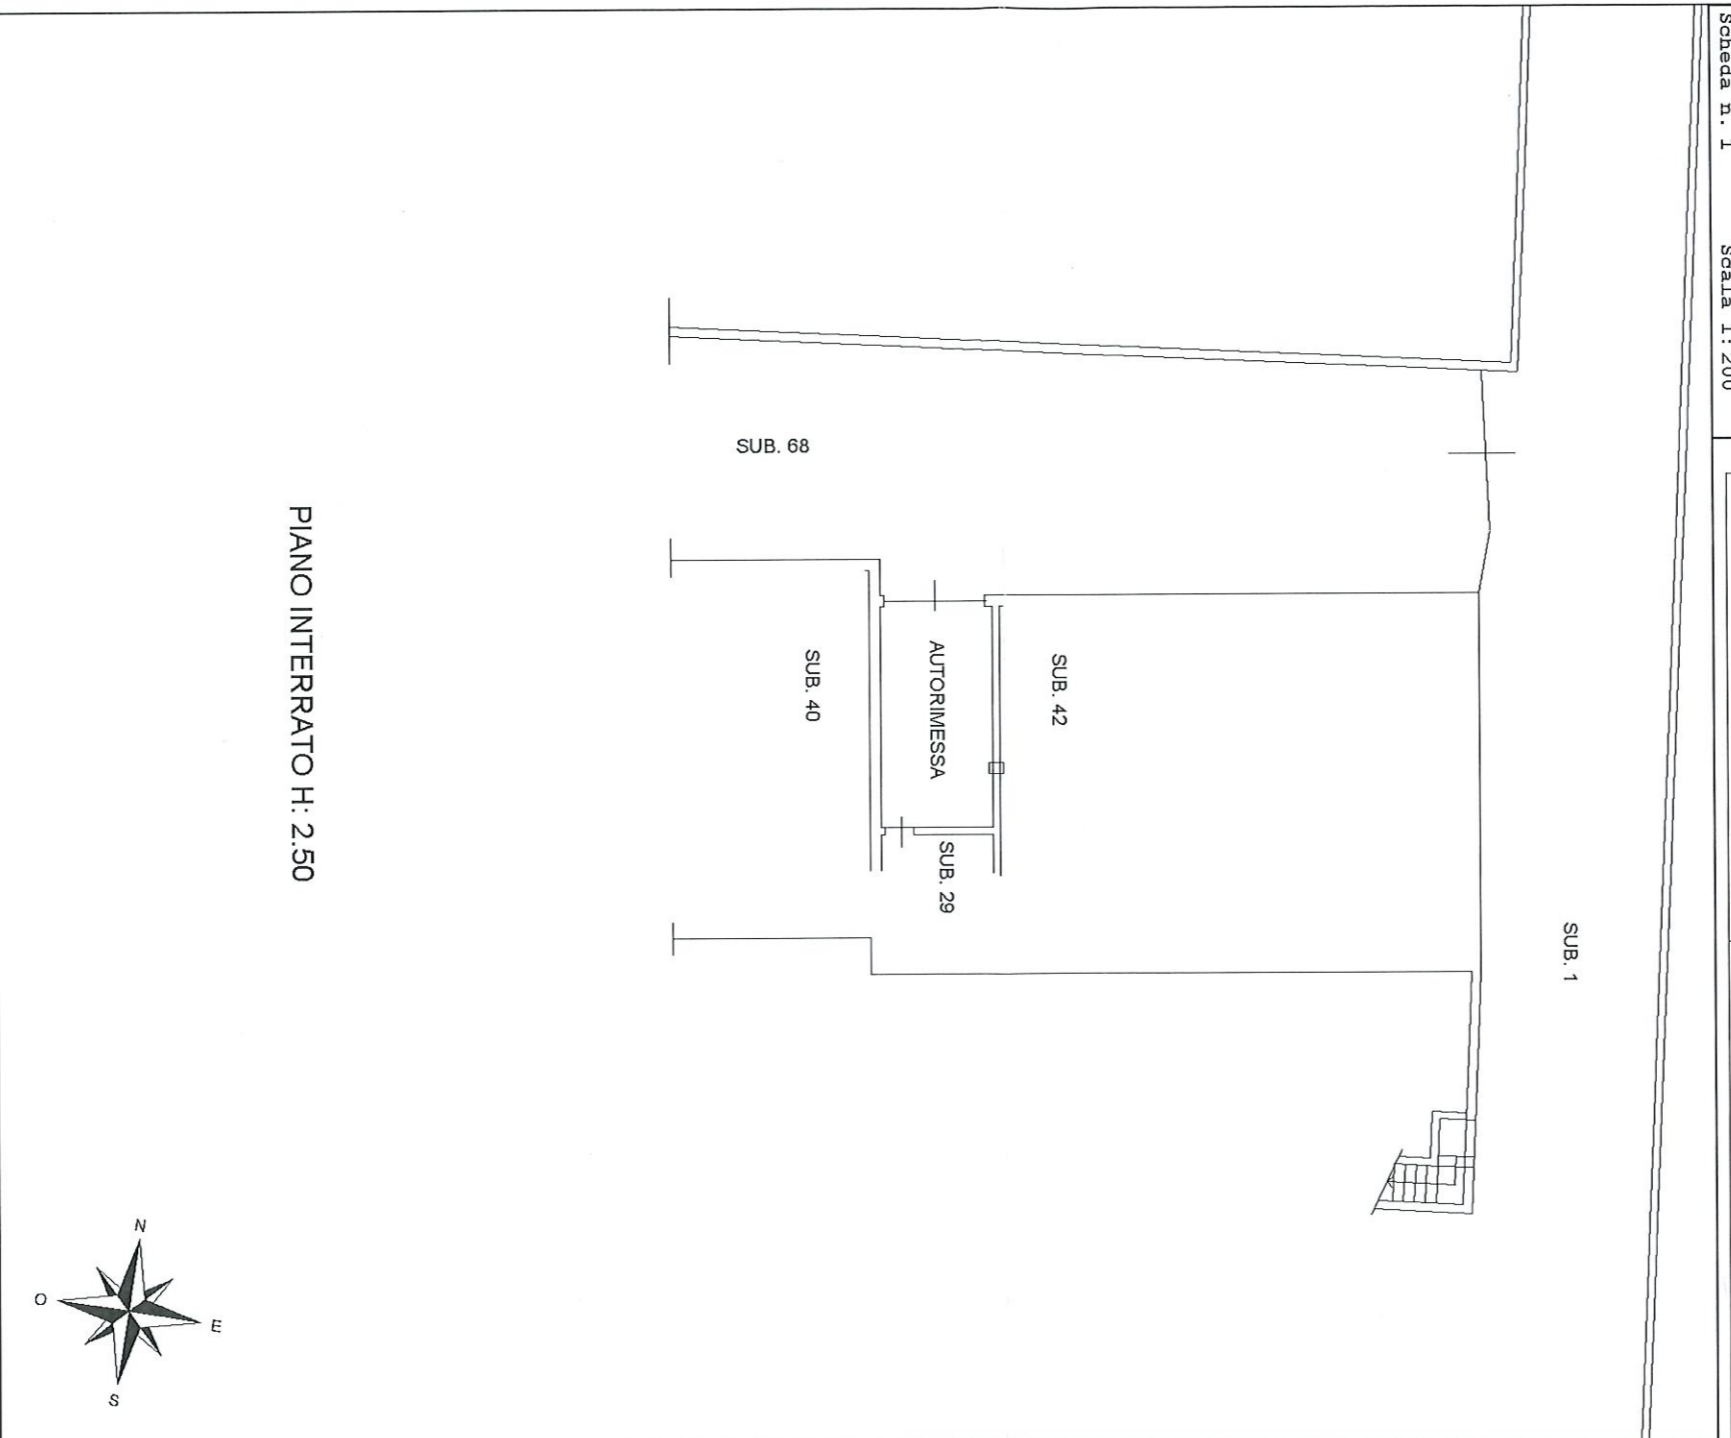 Scheda n. 1 Scala 1:200
SUB. 68
SUB. 40
AUTORIMESSA
SUB. 42
SUB. 29
SUB. 1
PIANO INTERRATO H: 2.50
N
O
E
S